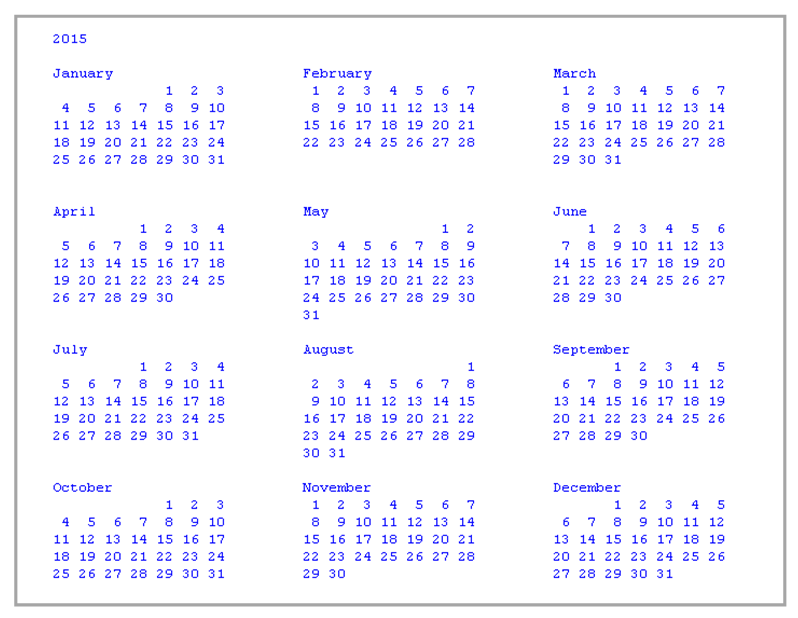 2015
January February March
1 2 3 1 2 3 4 5 6 7 1 2 3 4 5 6 7
4 5 6 7 8 9 10 8 9 10 11 12 13 14 8 9 10 11 12 13 14
11 12 13 14 15 16 17 15 16 17 18 19 20 21 15 16 17 18 19 20 21
18 19 20 21 22 23 24 22 23 24 25 26 27 28 22 23 24 25 26 27 28
25 26 27 28 29 30 31 29 30 31
April May June
1 2 3 4 1 2 1 2 3 4 5 6
5 6 7 8 9 10 11 3 4 5 6 7 8 9 7 8 9 10 11 12 13
12 13 14 15 16 17 18 10 11 12 13 14 15 16 14 15 16 17 18 19 20
19 20 21 22 23 24 25 17 18 19 20 21 22 23 21 22 23 24 25 26 27
26 27 28 29 30 24 25 26 27 28 29 30 28 29 30
31
July August September
1 2 3 4 1 1 2 3 4 5
5 6 7 8 9 10 11 2 3 4 5 6 7 8 6 7 8 9 10 11 12
12 13 14 15 16 17 18 9 10 11 12 13 14 15 13 14 15 16 17 18 19
19 20 21 22 23 24 25 16 17 18 19 20 21 22 20 21 22 23 24 25 26
26 27 28 29 30 31 23 24 25 26 27 28 29 27 28 29 30
30 31
October November December
1 2 3 1 2 3 4 5 6 7 1 2 3 4 5
4 5 6 7 8 9 10 8 9 10 11 12 13 14 6 7 8 9 10 11 12
11 12 13 14 15 16 17 15 16 17 18 19 20 21 13 14 15 16 17 18 19
18 19 20 21 22 23 24 22 23 24 25 26 27 28 20 21 22 23 24 25 26
25 26 27 28 29 30 31 29 30 27 28 29 30 31